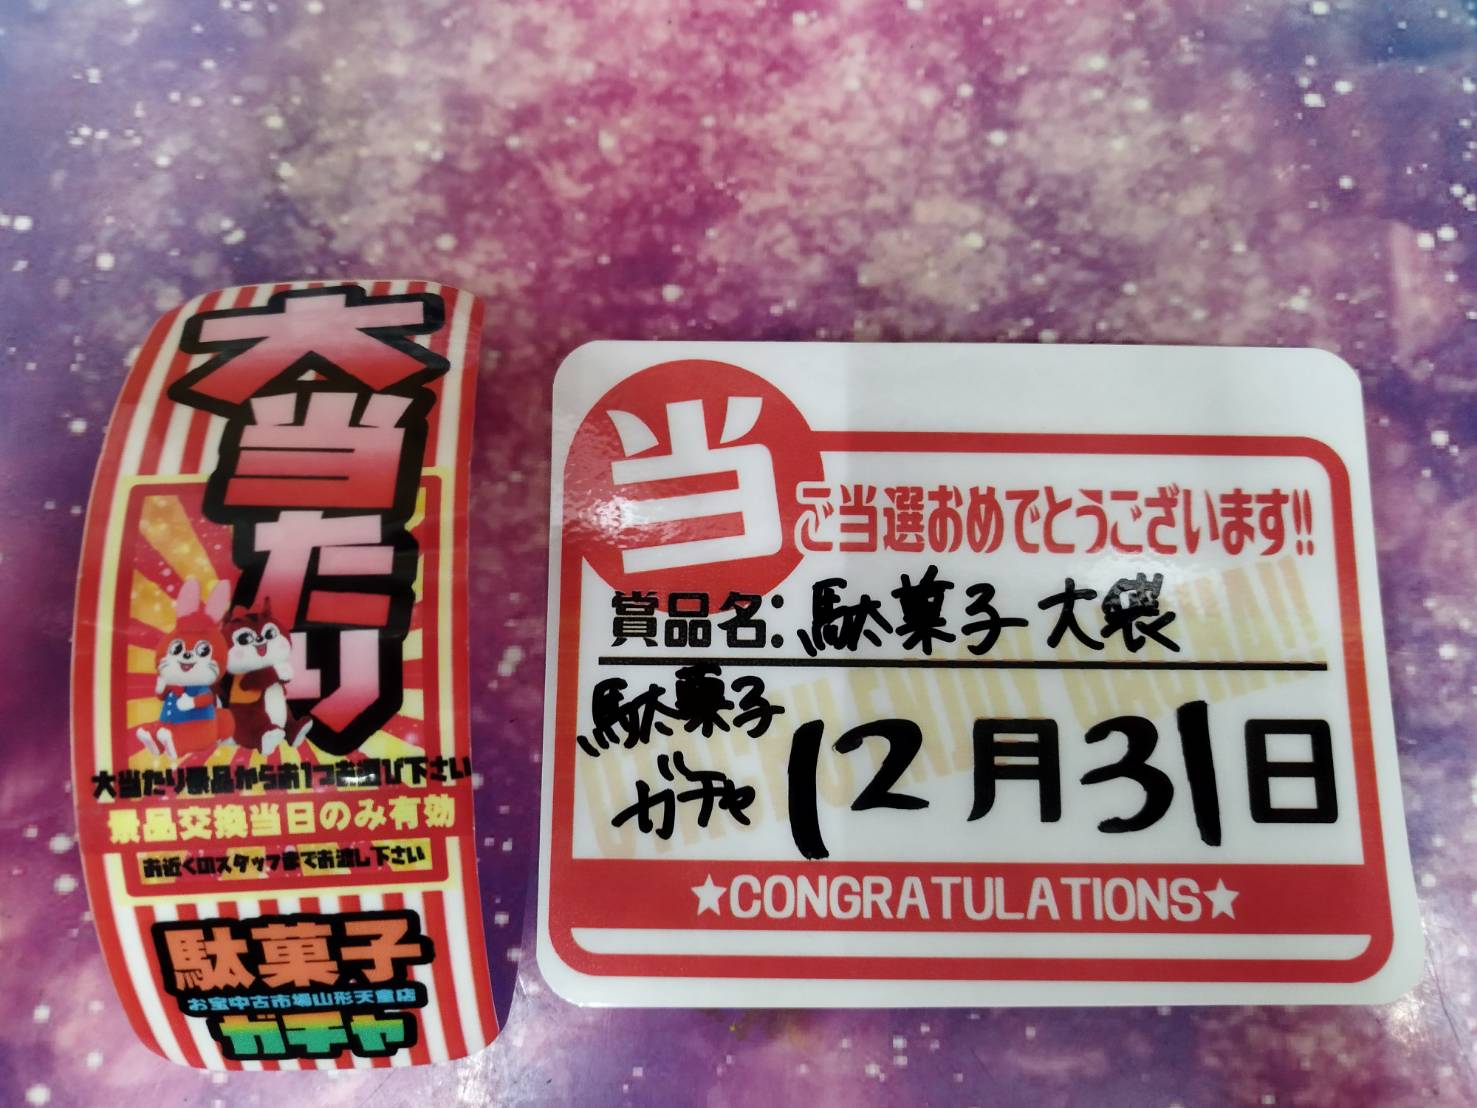 大当たり
大当たり景品からお1つお選び下さい
景品交換当日のみ有効
お近くのスタッフまでお渡し下さい
駄菓子
お宝中古市場山形天童店
ガチャ
当
ご当選おめでとうございます!!
賞品名:駄菓子大袋
駄菓子
ガチャ
12月31日
★CONGRATULATIONS★